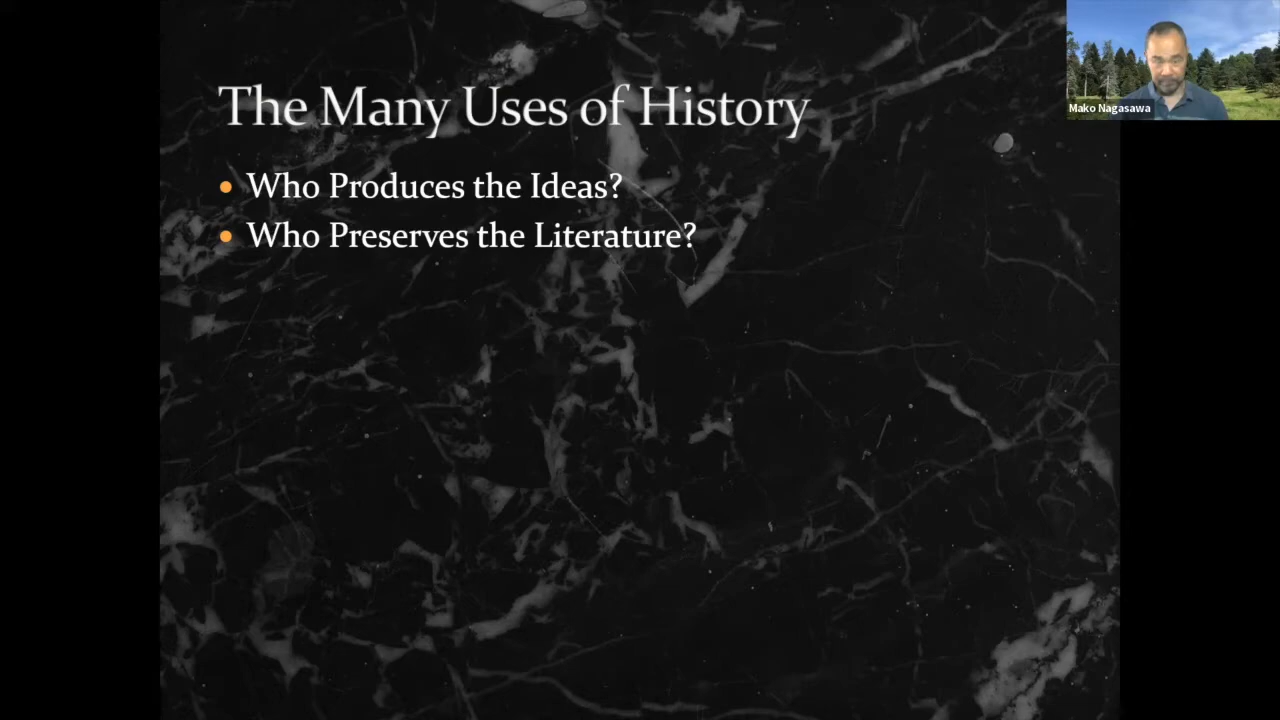 The Many Uses of History
Who Produces the Ideas?
Who Preserves the Literature?
Mako Nagasawa